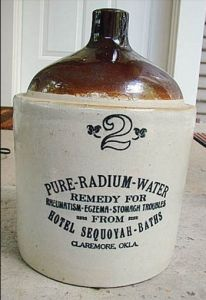 2
PURE-RADIUM-WATER
REMEDY FOR
RHEUMATISM-ECZEMA-STOMACH TROUBLES
FROM
HOTEL SEQUOYAH-BATHS
CLAREMORE, OKLA.